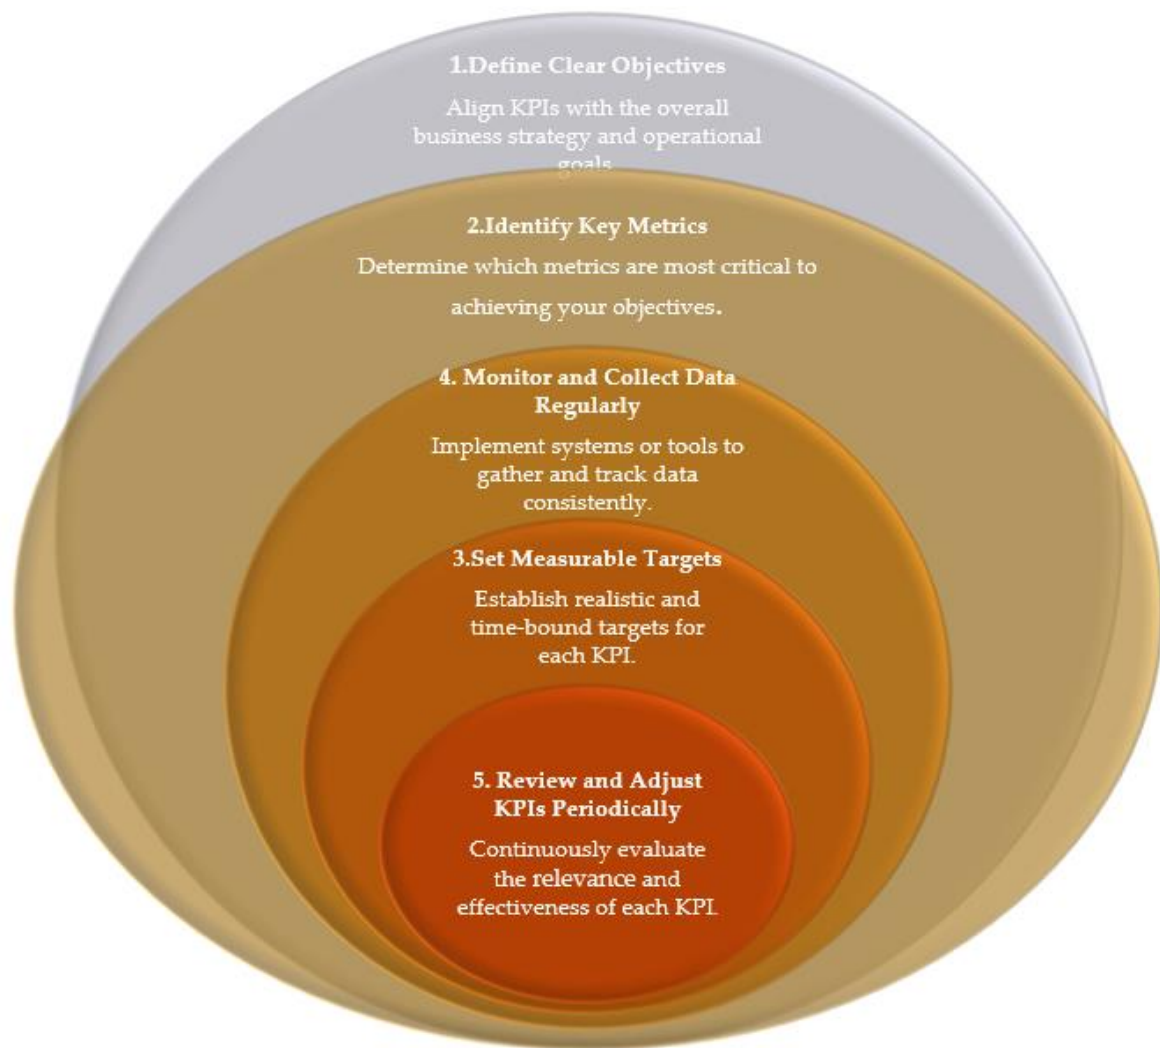 1.Define Clear Objectives
Align KPIs with the overall
business strategy and operational
goals
2.Identify Key Metrics
Determine which metrics are most critical to
achieving your objectives.
4. Monitor and Collect Data
Regularly
Implement systems or tools to
gather and track data
consistently.
3.Set Measurable Targets
Establish realistic and
time-bound targets for
each KPI.
5. Review and Adjust
KPIs Periodically
Continuously evaluate
the relevance and
effectiveness of each KPI.